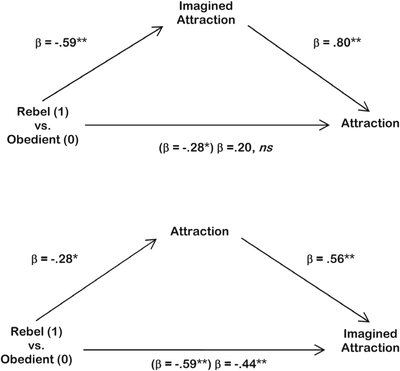 Imagined
Attraction
β = -.59**
β = .80**
Rebel (1)
vs.
Obedient (0)
Attraction
(β = -.28*) β =.20, ns
Attraction
β = -.28*
β = .56**
Rebel (1)
vs.
Obedient (0)
Imagined
Attraction
(β = -.59**) β = -.44**